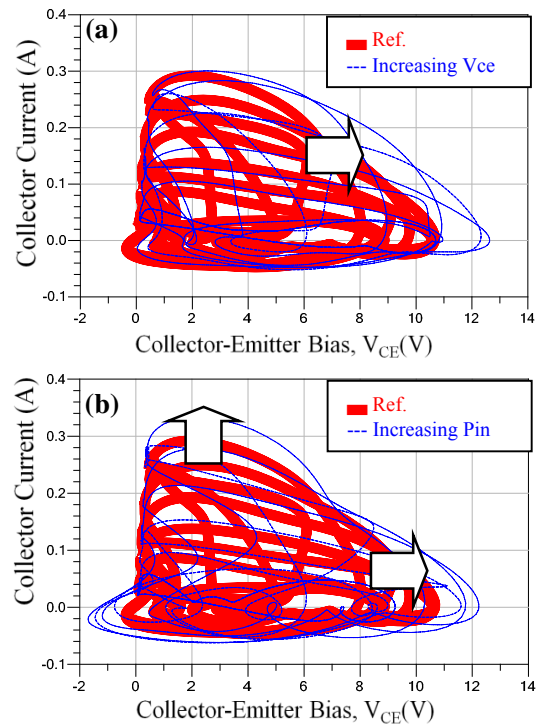 (a)
Ref.
Increasing Vce
Collector Current (A)
0.4
0.3
0.2
0.1
0.0
-0.1
-2 0 2 4 6 8 10 12 14
Collector-Emitter Bias, VCE(V)
(b)
Ref.
Increasing Pin
Collector Current (A)
0.4
0.3
0.2
0.1
0.0
-0.1
-2 0 2 4 6 8 10 12 14
Collector-Emitter Bias, VCE(V)